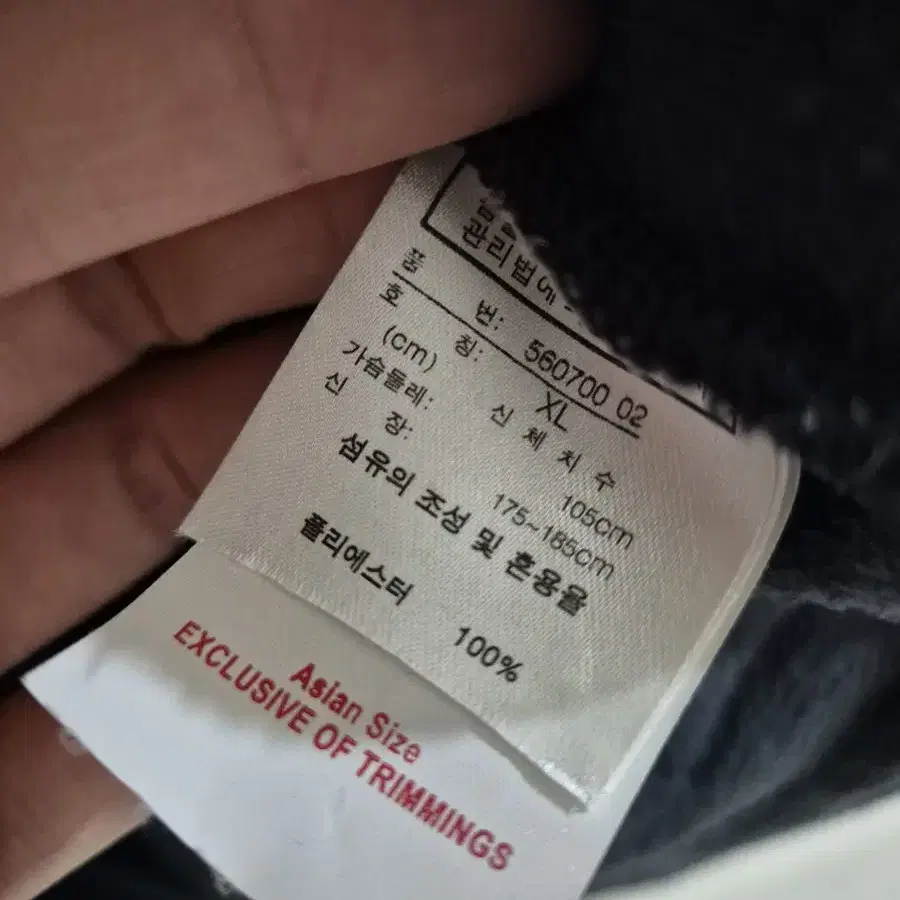 관리법
품 번: 560700 02
호 칭: XL
(cm) 신 체 치 수
가슴둘레: 105cm
신 장: 175~185cm
섬유의 조성 및 혼용율
폴리에스터 100%
Asian Size
EXCLUSIVE OF TRIMMINGS